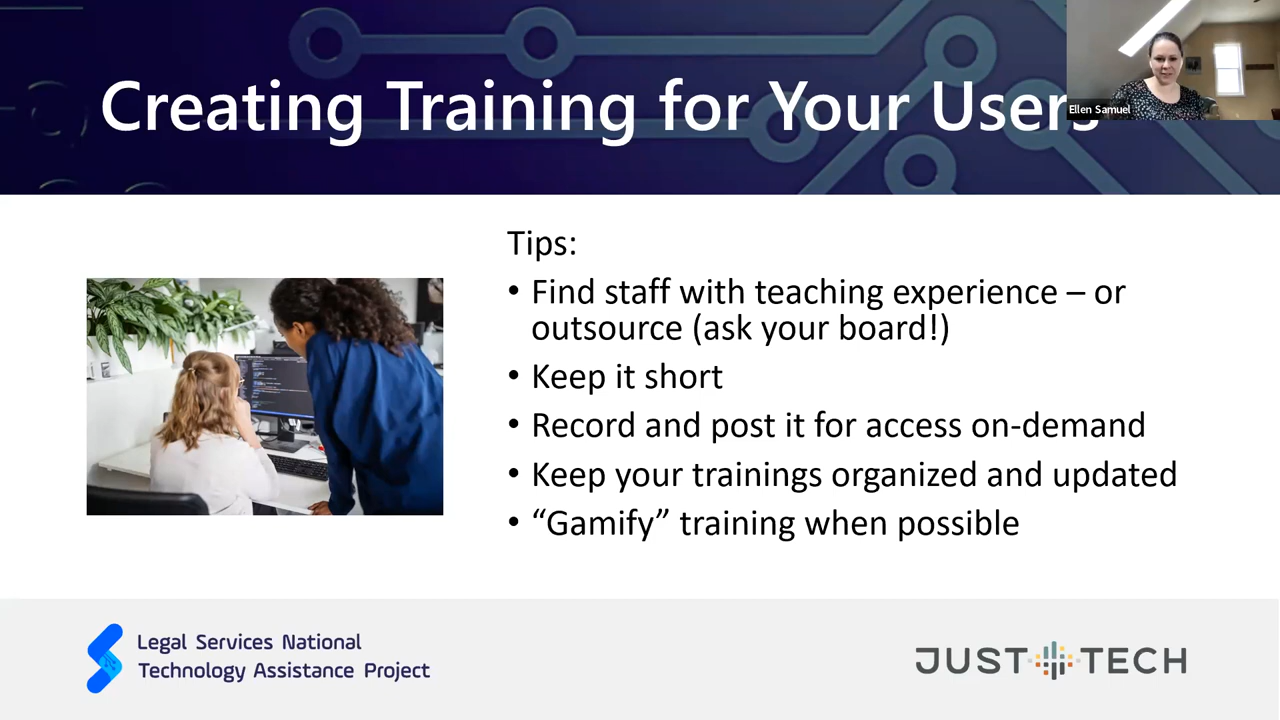 Creating Training for Your Users
Ellen Samuel
Tips:
• Find staff with teaching experience – or
outsource (ask your board!)
• Keep it short
• Record and post it for access on-demand
• Keep your trainings organized and updated
• “Gamify” training when possible
Legal Services National
Technology Assistance Project
JUST TECH